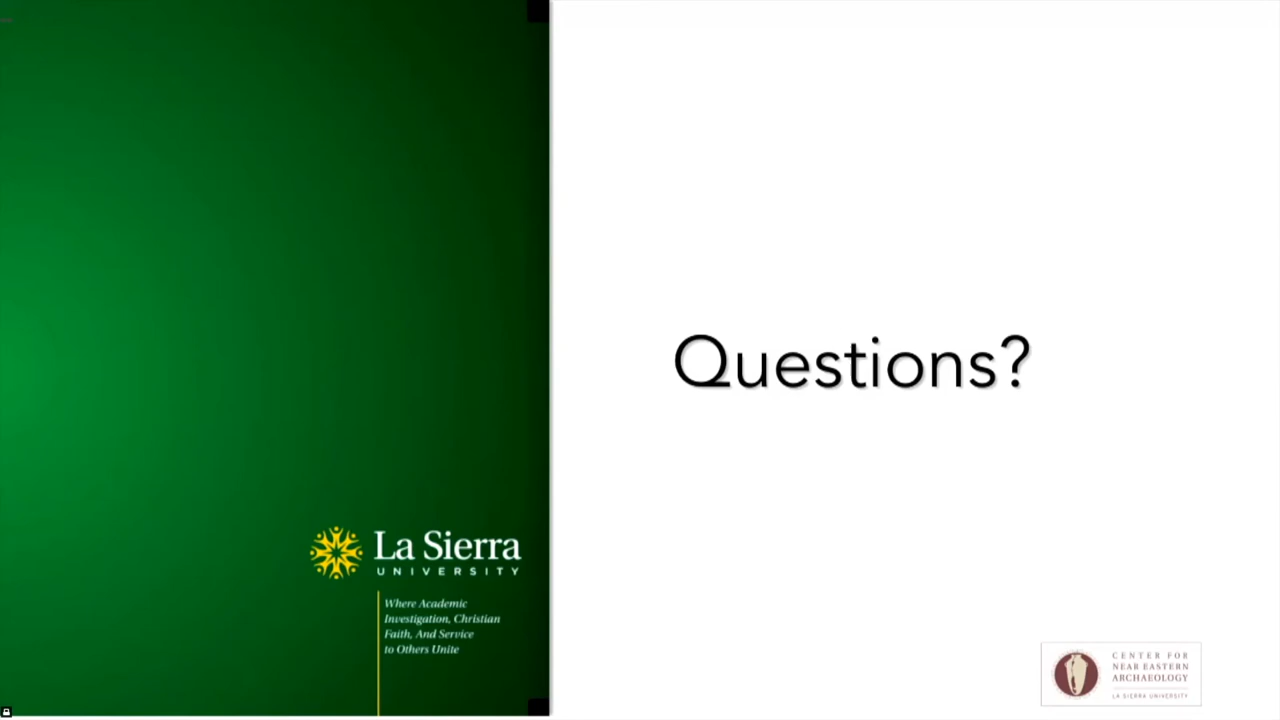 La Sierra
UNIVERSITY
Where Academic
Investigation, Christian
Faith, And Service
to Others Unite
Questions?
CENTER FOR
NEAR EASTERN
ARCHAEOLOGY
LA SIERRA UNIVERSITY